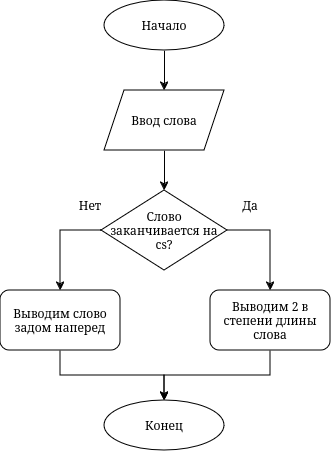 Начало
Ввод слова
Нет
Да
Слово
заканчивается на
cs?
Выводим слово
задом наперед
Выводим 2 в
степени длины
слова
Конец